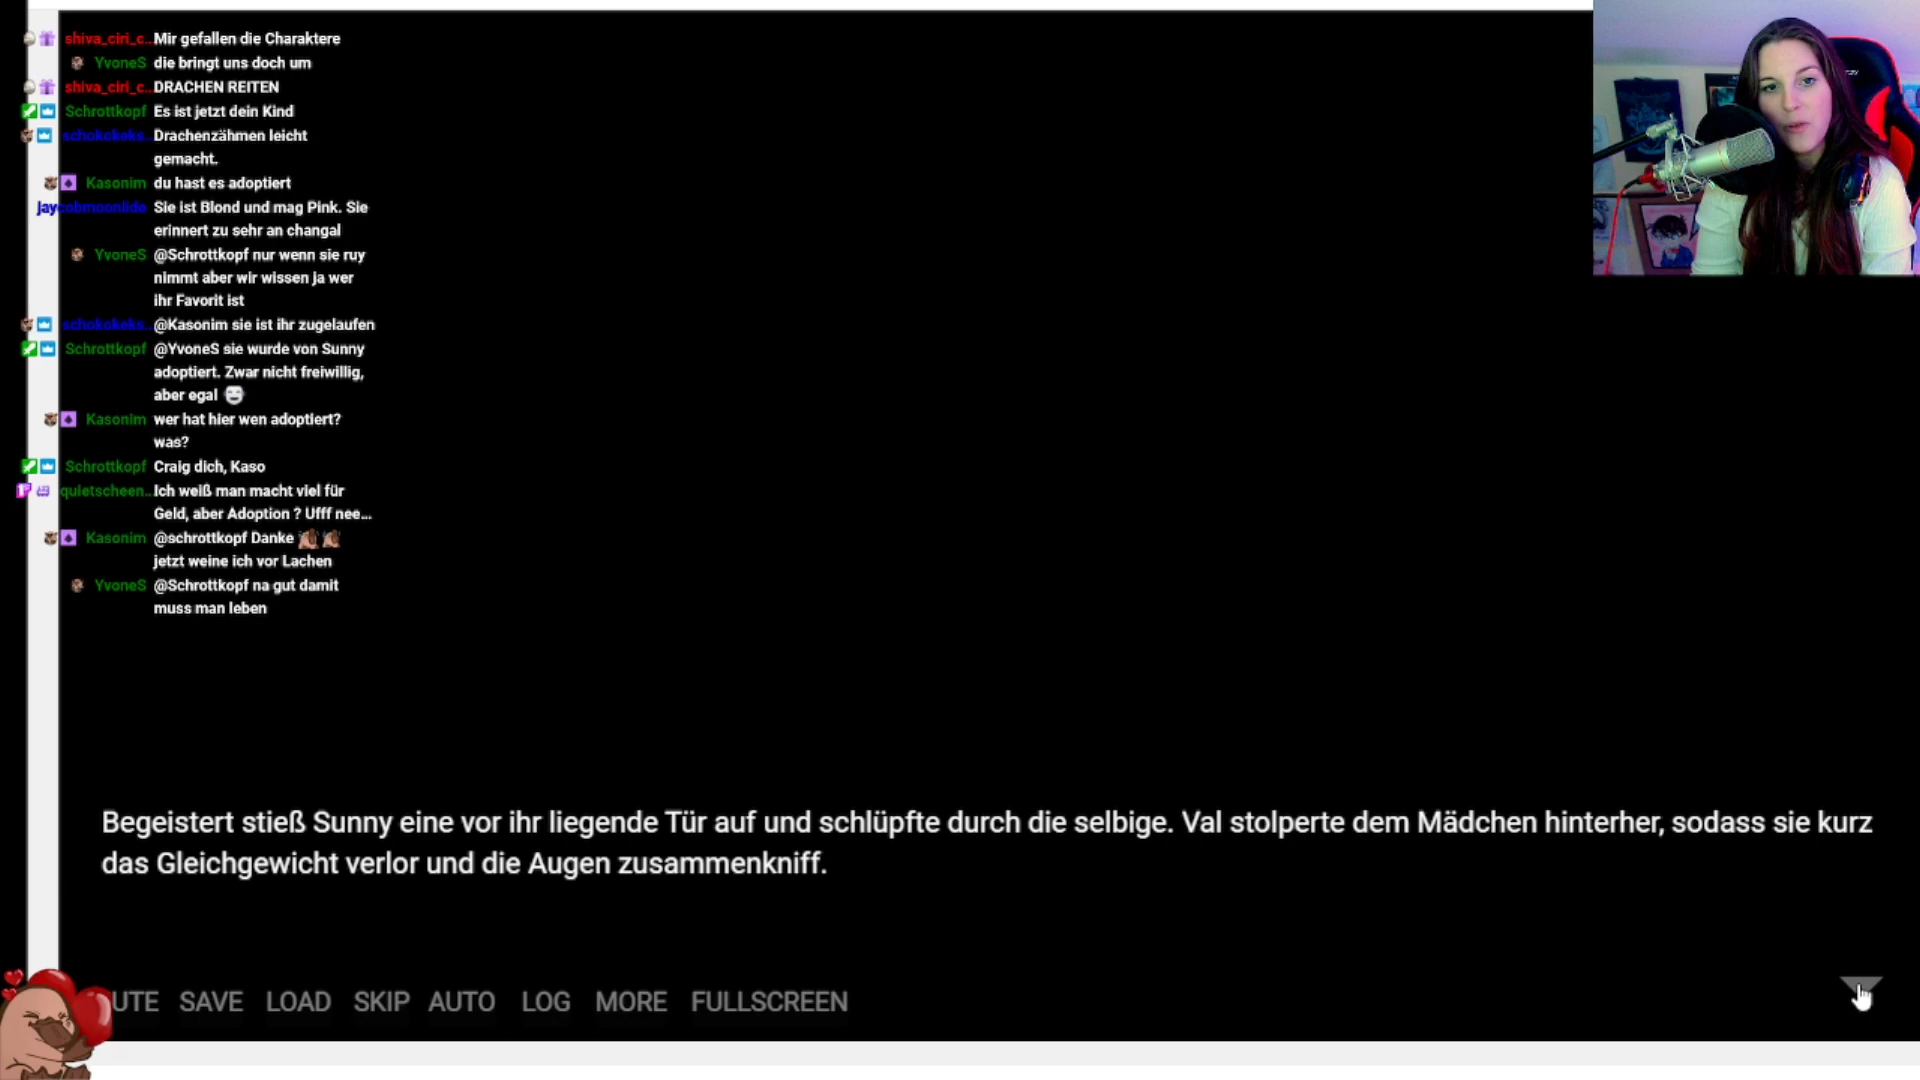 shiva_ciri_c... Mir gefallen die Charaktere
YvoneS die bringt uns doch um
shiva_ciri_c... DRACHEN REITEN
Schrottkopf Es ist jetzt dein Kind
schokokeks... Drachenzähmen leicht
gemacht.
Kasonim du hast es adoptiert
jaycobmoonlide Sie ist Blond und mag Pink. Sie
erinnert zu sehr an changal
YvoneS @Schrottkopf nur wenn sie ruy
nimmt aber wir wissen ja wer
ihr Favorit ist
schokokeks... @Kasonim sie ist ihr zugelaufen
Schrottkopf @YvoneS sie wurde von Sunny
adoptiert. Zwar nicht freiwillig,
aber egal
Kasonim wer hat hier wen adoptiert?
was?
Schrottkopf Craig dich, Kaso
quietscheen... Ich weiß man macht viel für
Geld, aber Adoption ? Ufff nee...
Kasonim @schrottkopf Danke
jetzt weine ich vor Lachen
YvoneS @Schrottkopf na gut damit
muss man leben
Begeistert stieß Sunny eine vor ihr liegende Tür auf und schlüpfte durch die selbige. Val stolperte dem Mädchen hinterher, sodass sie kurz
das Gleichgewicht verlor und die Augen zusammenkniff.
UTE SAVE LOAD SKIP AUTO LOG MORE FULLSCREEN